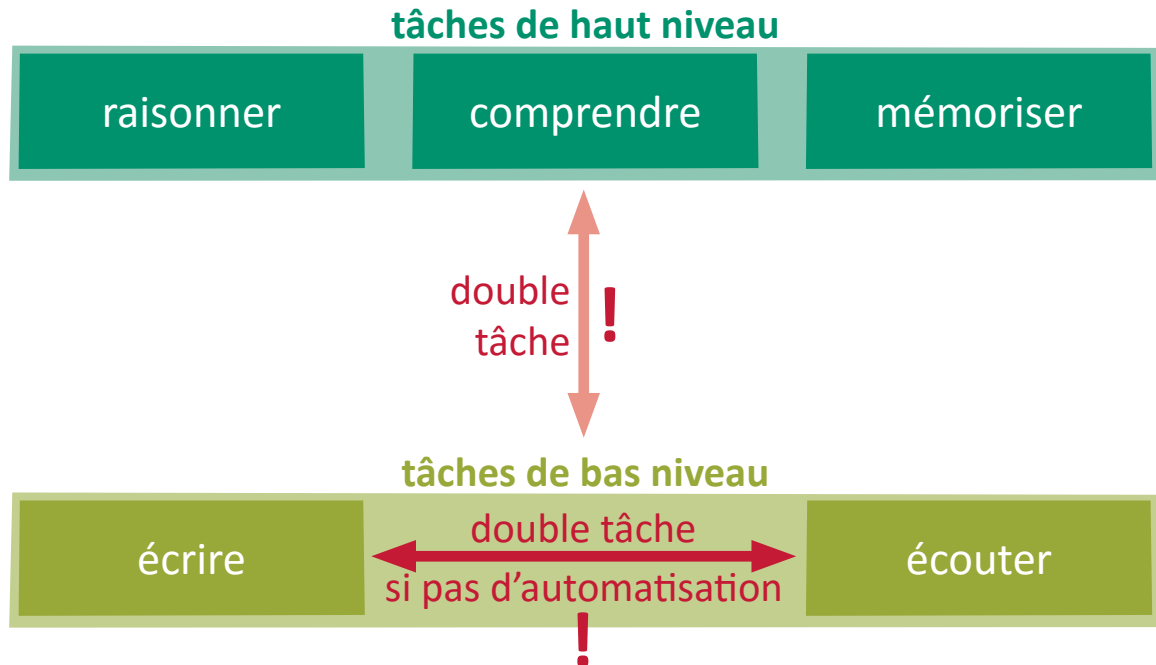 tâches de haut niveau
raisonner
comprendre
mémoriser
double
tâche
!
tâches de bas niveau
écrire
double tâche
si pas d'automatisation
!
écouter